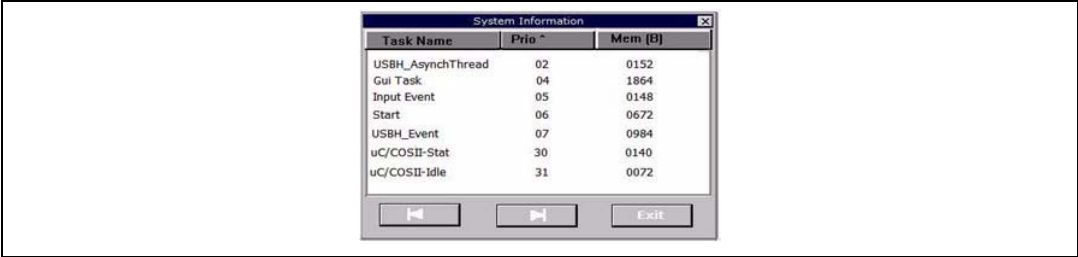 System Information
Task Name Prio ^ Mem (B)
USBH_AsynchThread 02 0152
Gui Task 04 1864
Input Event 05 0148
Start 06 0672
USBH_Event 07 0984
uC/COSII-Stat 30 0140
uC/COSII-Idle 31 0072
Exit